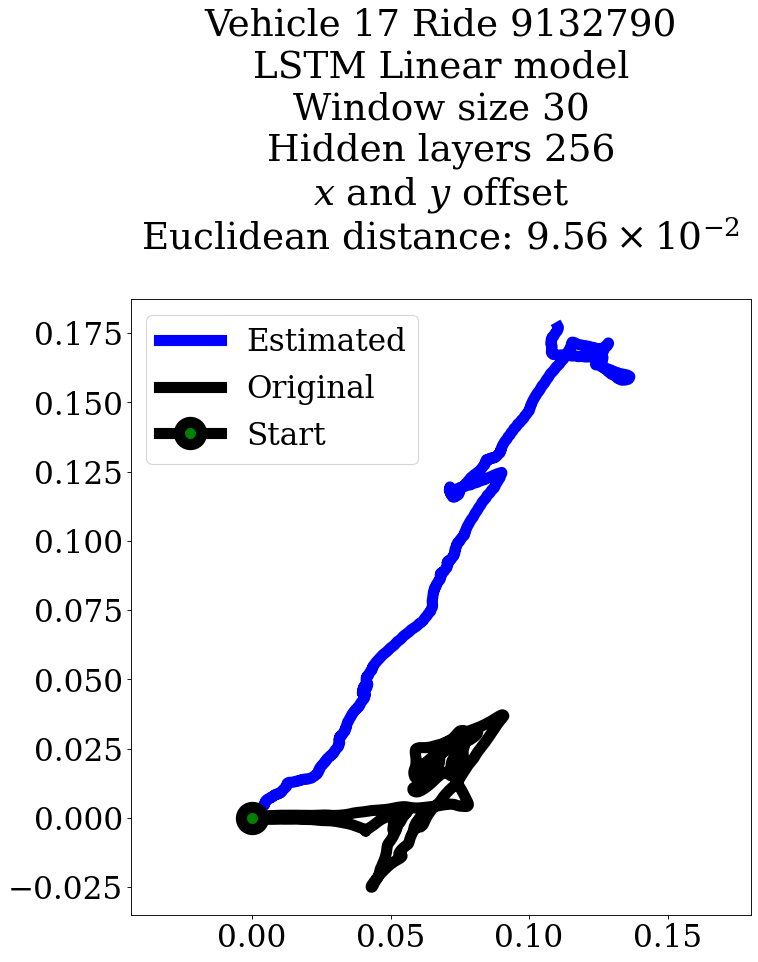 Vehicle 17 Ride 9132790
LSTM Linear model
Window size 30
Hidden layers 256
x and y offset
Euclidean distance: 9.56 × 10⁻²
Estimated
Original
Start
0.175
0.150
0.125
0.100
0.075
0.050
0.025
0.000
−0.025
0.00 0.05 0.10 0.15